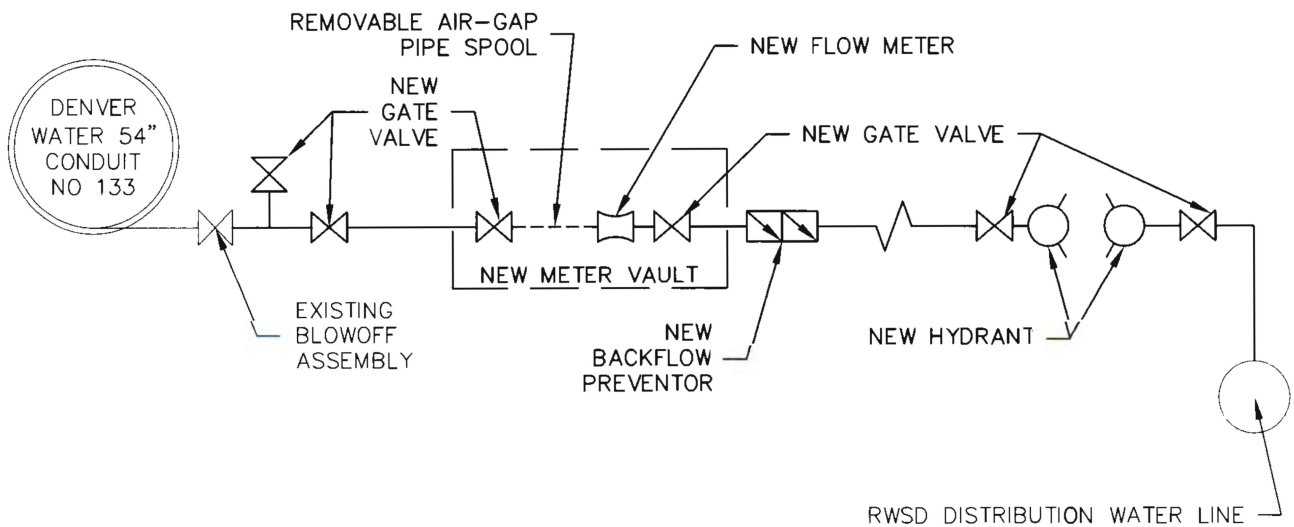 REMOVABLE AIR-GAP
PIPE SPOOL
NEW FLOW METER
DENVER
WATER 54"
CONDUIT
NO 133
NEW
GATE
VALVE
NEW GATE VALVE
NEW METER VAULT
EXISTING
BLOWOFF
ASSEMBLY
NEW
BACKFLOW
PREVENTOR
NEW HYDRANT
RWSD DISTRIBUTION WATER LINE